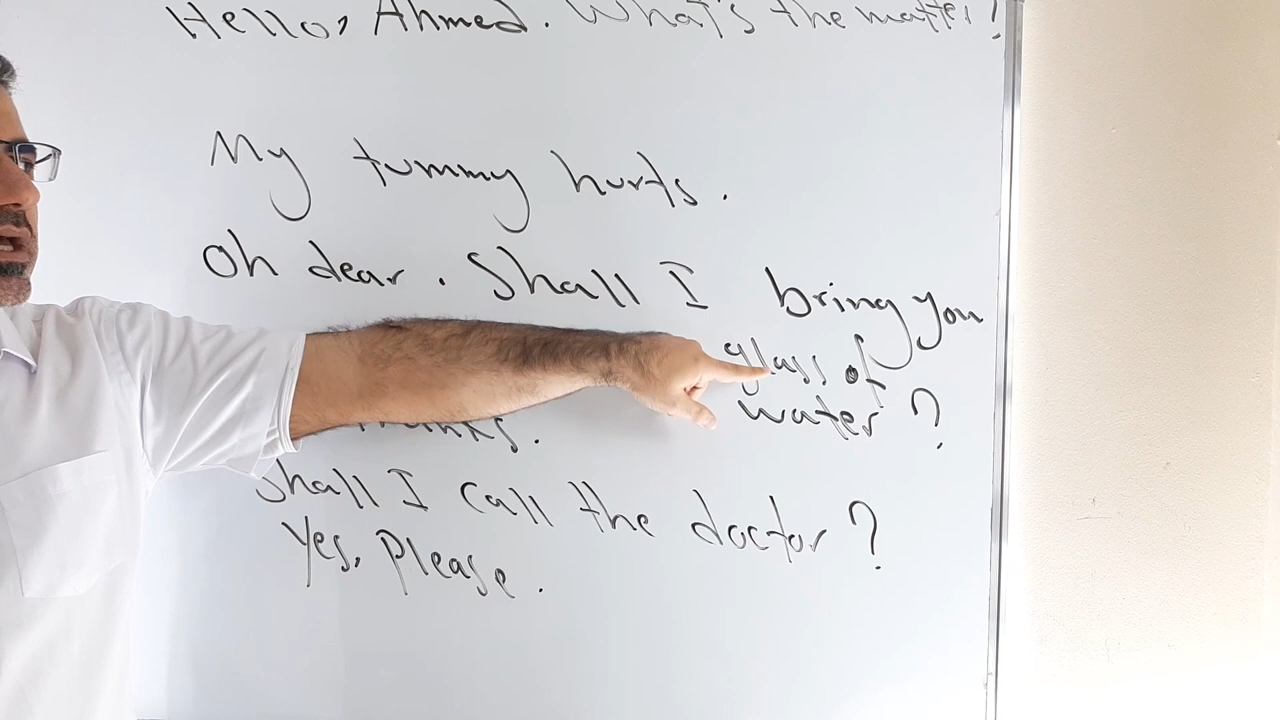 Hello, Ahmed. What's the matter?
My tummy hurts.
Oh dear. Shall I bring you
glass of
water?
thanks.
Shall I call the doctor?
Yes, Please.